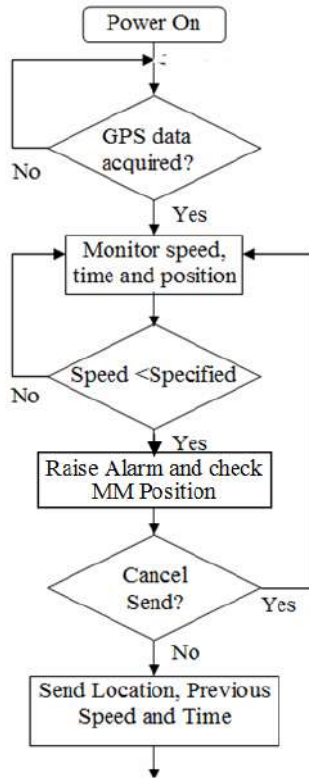 Power On
GPS data
acquired?
No
Yes
Monitor speed,
time and position
Speed <Specified
No
Yes
Raise Alarm and check
MM Position
Cancel
Send?
Yes
No
Send Location, Previous
Speed and Time